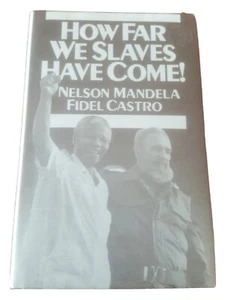 HOW FAR
WE SLAVES
HAVE COME!
NELSON MANDELA
FIDEL CASTRO